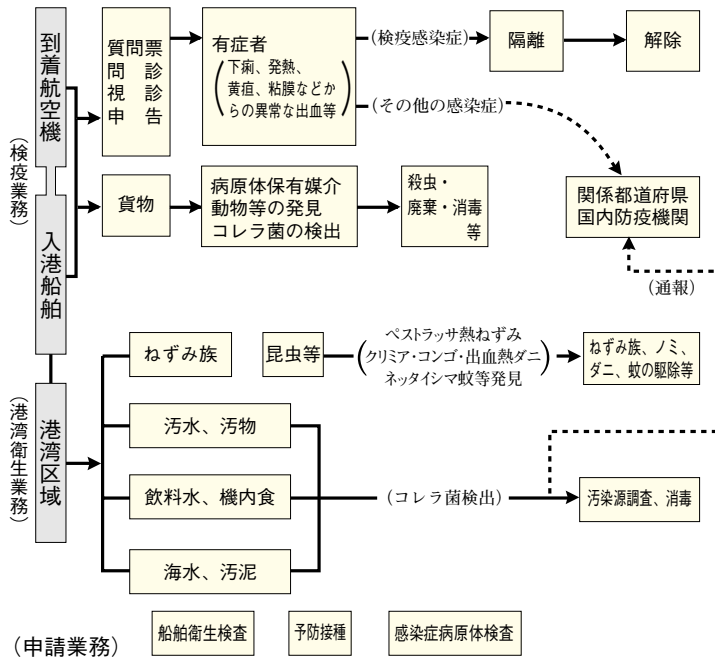 到着航空機
(検疫業務)
入港船舶
質問票
問診
視診
申告
有症者
(下痢、発熱、
黄疸、粘膜などか
らの異常な出血等)
(検疫感染症)
隔離
解除
(その他の感染症)
関係都道府県
国内防疫機関
(通報)
貨物
病原体保有媒介
動物等の発見
コレラ菌の検出
殺虫・
廃棄・消毒
等
港湾区域
(港湾衛生業務)
ねずみ族
昆虫等
(ペストラッサ熱ねずみ
クリミア・コンゴ・出血熱ダニ
ネッタイシマ蚊等発見)
ねずみ族、ノミ、
ダニ、蚊の駆除等
汚水、汚物
飲料水、機内食
海水、汚泥
(コレラ菌検出)
汚染源調査、消毒
(申請業務)
船舶衛生検査
予防接種
感染症病原体検査